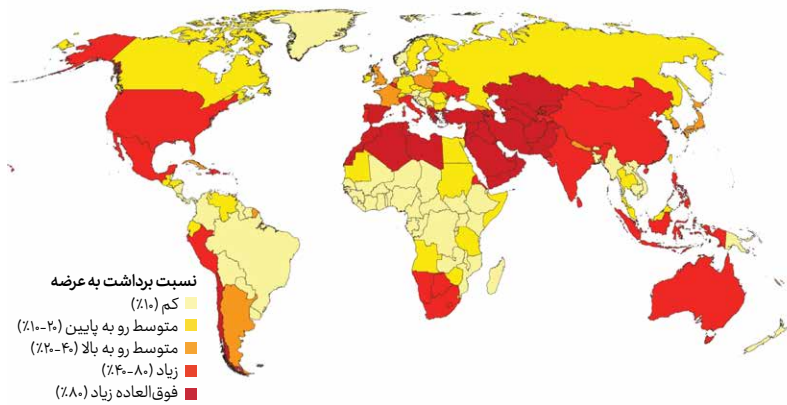 نسبت برداشت به عرضه
کم (۱۰٪)
متوسط رو به پایین (۲۰-۱۰٪)
متوسط رو به بالا (۴۰-۲۰٪)
زیاد (۸۰-۴۰٪)
فوق‌العاده زیاد (۸۰٪)